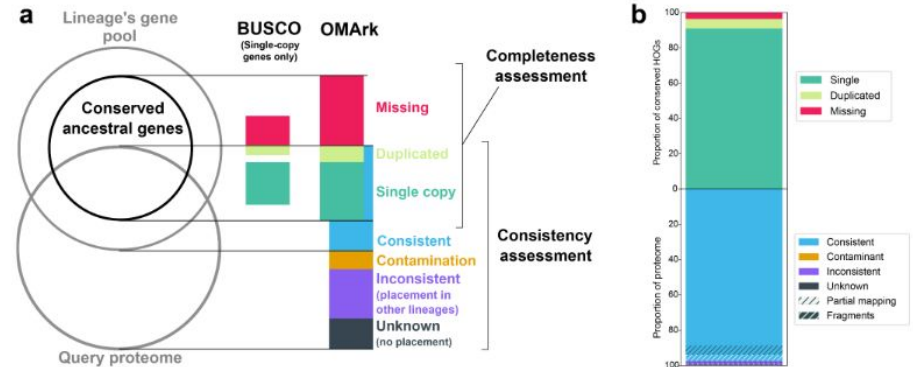 a
Lineage's gene
pool
Conserved
ancestral genes
Query proteome
BUSCO
(Single-copy
genes only)
OMArk
Missing
Duplicated
Single copy
Consistent
Contamination
Inconsistent
(placement in
other lineages)
Unknown
(no placement)
Completeness
assessment
Consistency
assessment
b
Proportion of conserved HOGs
100
80
60
40
20
0
Proportion of proteome
20
40
60
80
100
Single
Duplicated
Missing
Consistent
Contaminant
Inconsistent
Unknown
Partial mapping
Fragments